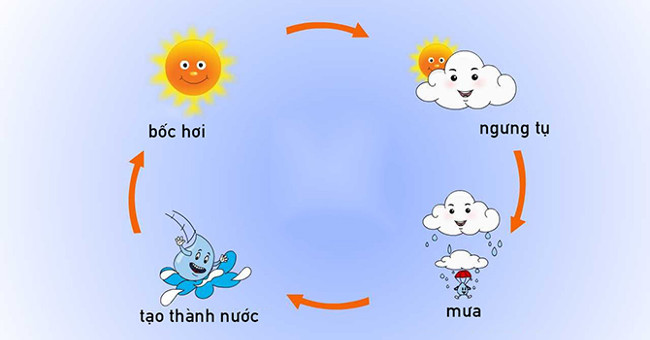 bốc hơi
ngưng tụ
mưa
tạo thành nước